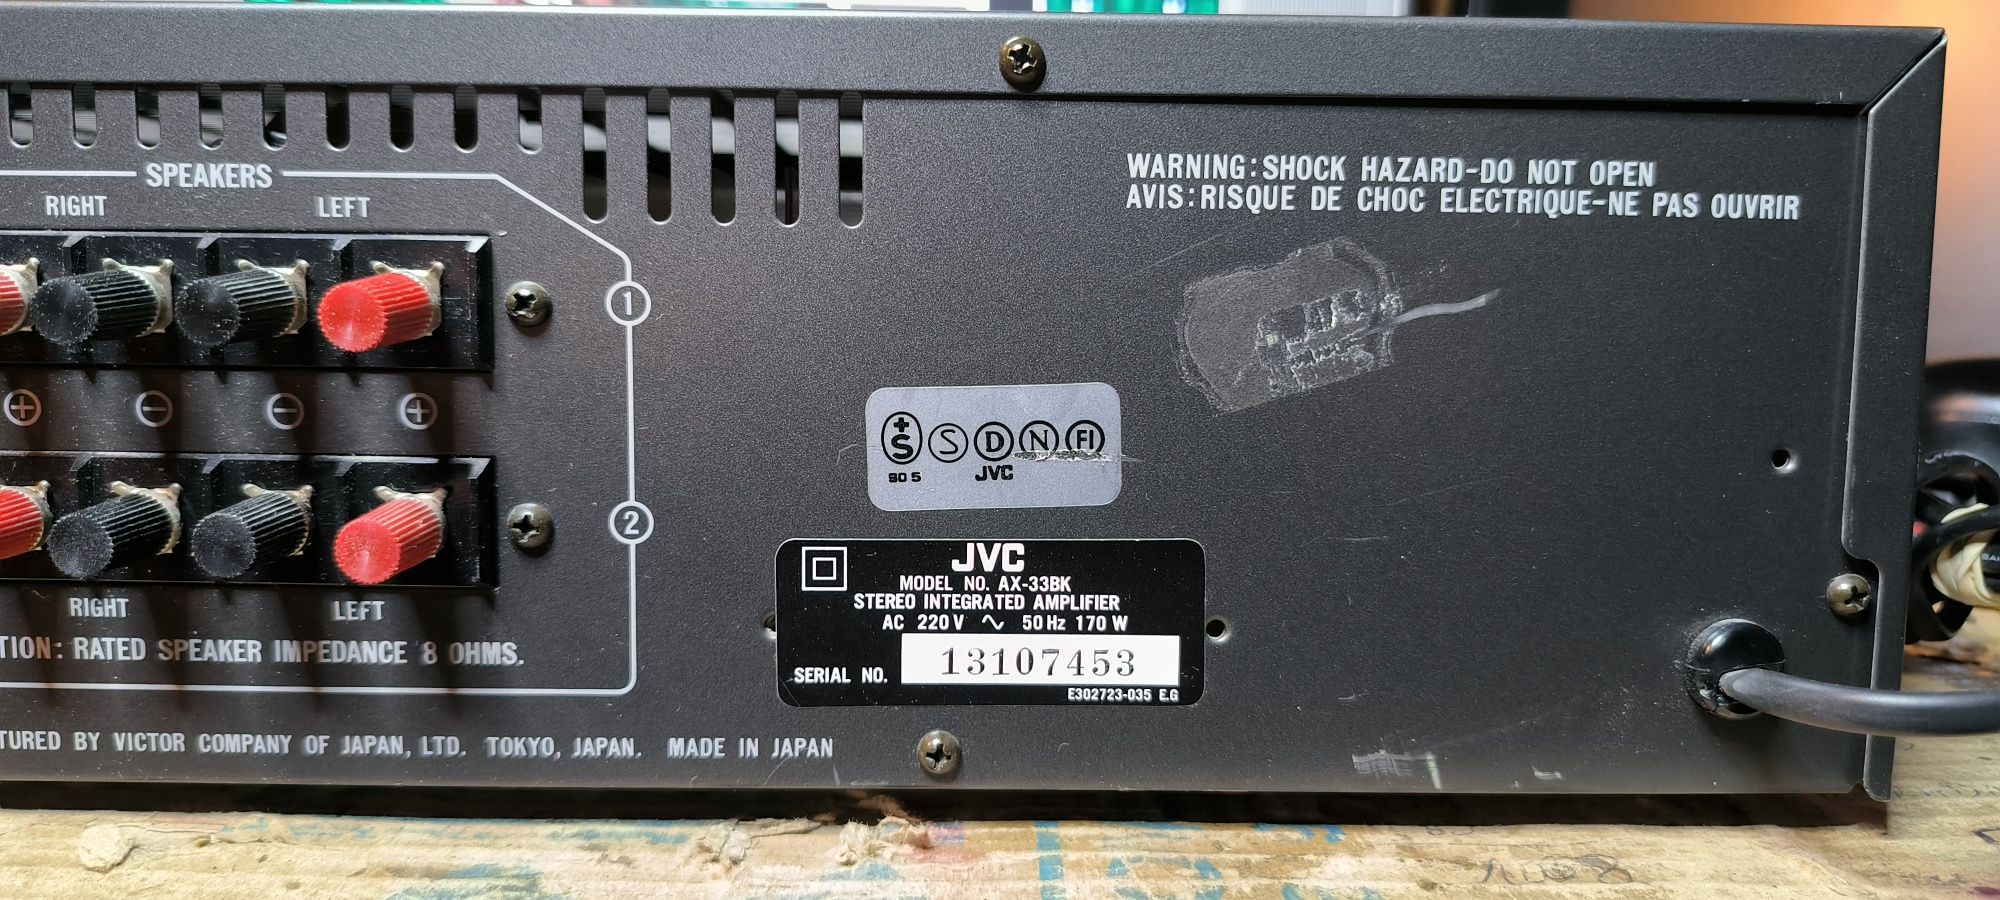 SPEAKERS
RIGHT LEFT
1
+ - - +
2
RIGHT LEFT
TION: RATED SPEAKER IMPEDANCE 8 OHMS.
TURED BY VICTOR COMPANY OF JAPAN, LTD. TOKYO, JAPAN. MADE IN JAPAN
WARNING: SHOCK HAZARD-DO NOT OPEN
AVIS: RISQUE DE CHOC ELECTRIQUE-NE PAS OUVRIR
+S S D N FI
90 5 JVC
JVC
MODEL NO. AX-33BK
STEREO INTEGRATED AMPLIFIER
AC 220V ∿ 50Hz 170 W
SERIAL NO. 13107453
E302723-035 E.G